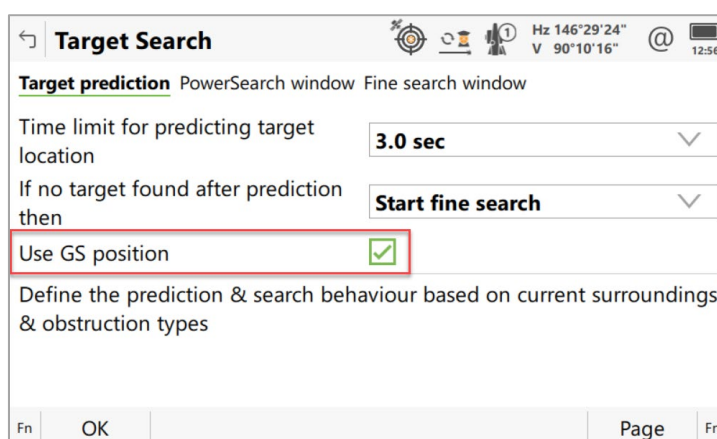 Target Search
1
Hz 146°29'24"
V 90°10'16"
@
12:56
Target prediction PowerSearch window Fine search window
Time limit for predicting target
location
3.0 sec
If no target found after prediction
then
Start fine search
Use GS position
Define the prediction & search behaviour based on current surroundings
& obstruction types
Fn OK Page